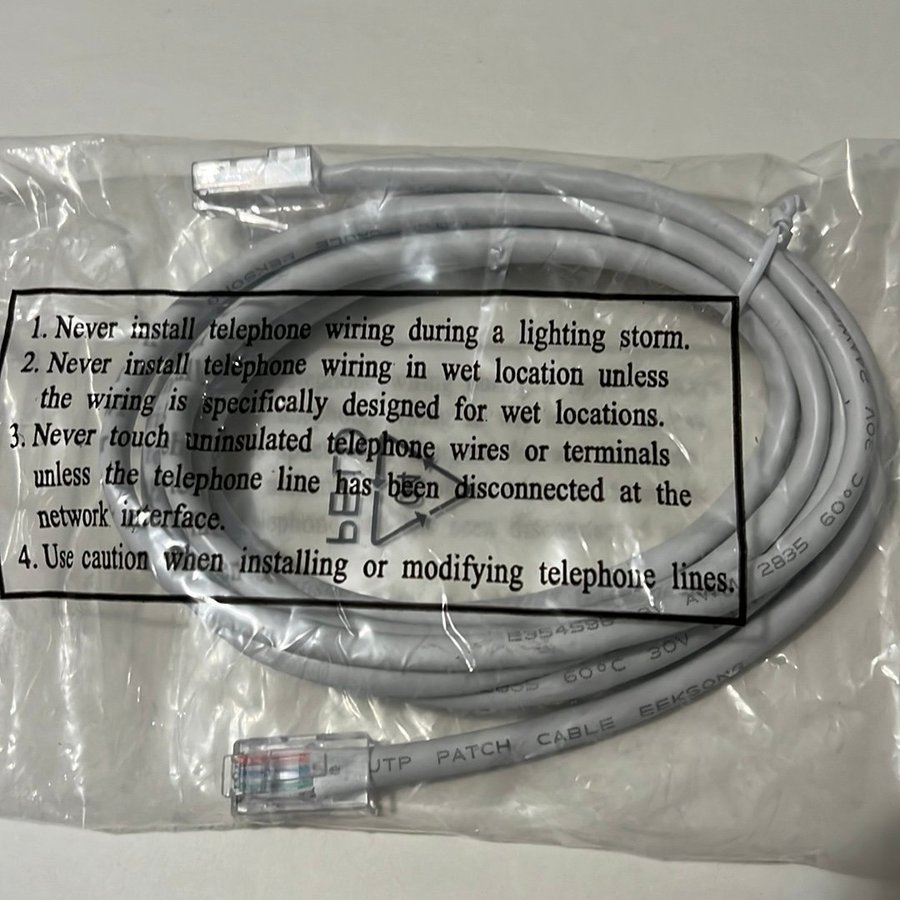 1. Never install telephone wiring during a lighting storm.
2. Never install telephone wiring in wet location unless
the wiring is specifically designed for wet locations.
3. Never touch uninsulated telephone wires or terminals
unless the telephone line has been disconnected at the
network interface.
4. Use caution when installing or modifying telephone lines.
E354536 AWM 2835 60°C 30V
60°C 30V
UTP PATCH CABLE EEKSONG